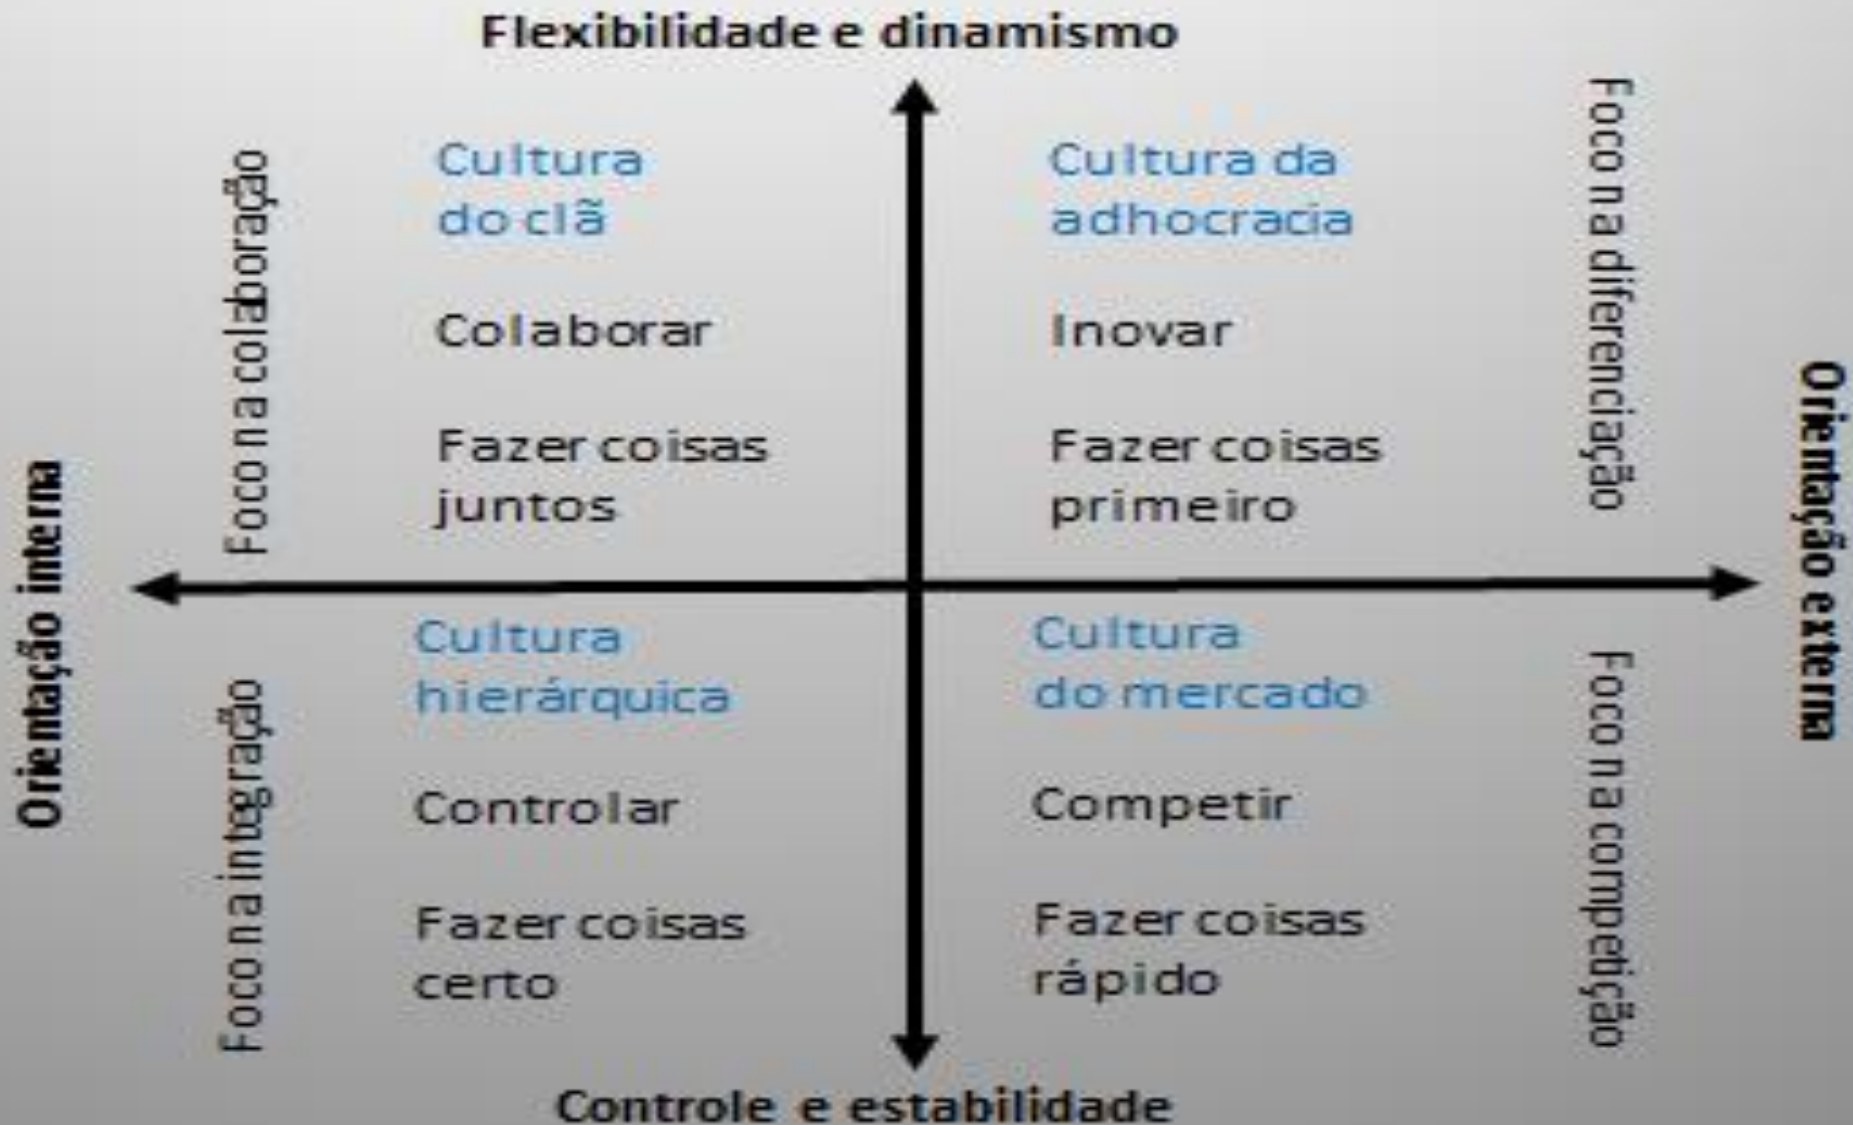 Flexibilidade e dinamismo
Cultura
do clã
Colaborar
Fazer coisas
juntos
Cultura da
adhocracia
Inovar
Fazer coisas
primeiro
Foco na colaboração
Foco na diferenciação
Orientação interna
Orientação externa
Cultura
hierárquica
Controlar
Fazer coisas
certo
Cultura
do mercado
Competir
Fazer coisas
rápido
Foco na integração
Foco na competição
Controle e estabilidade